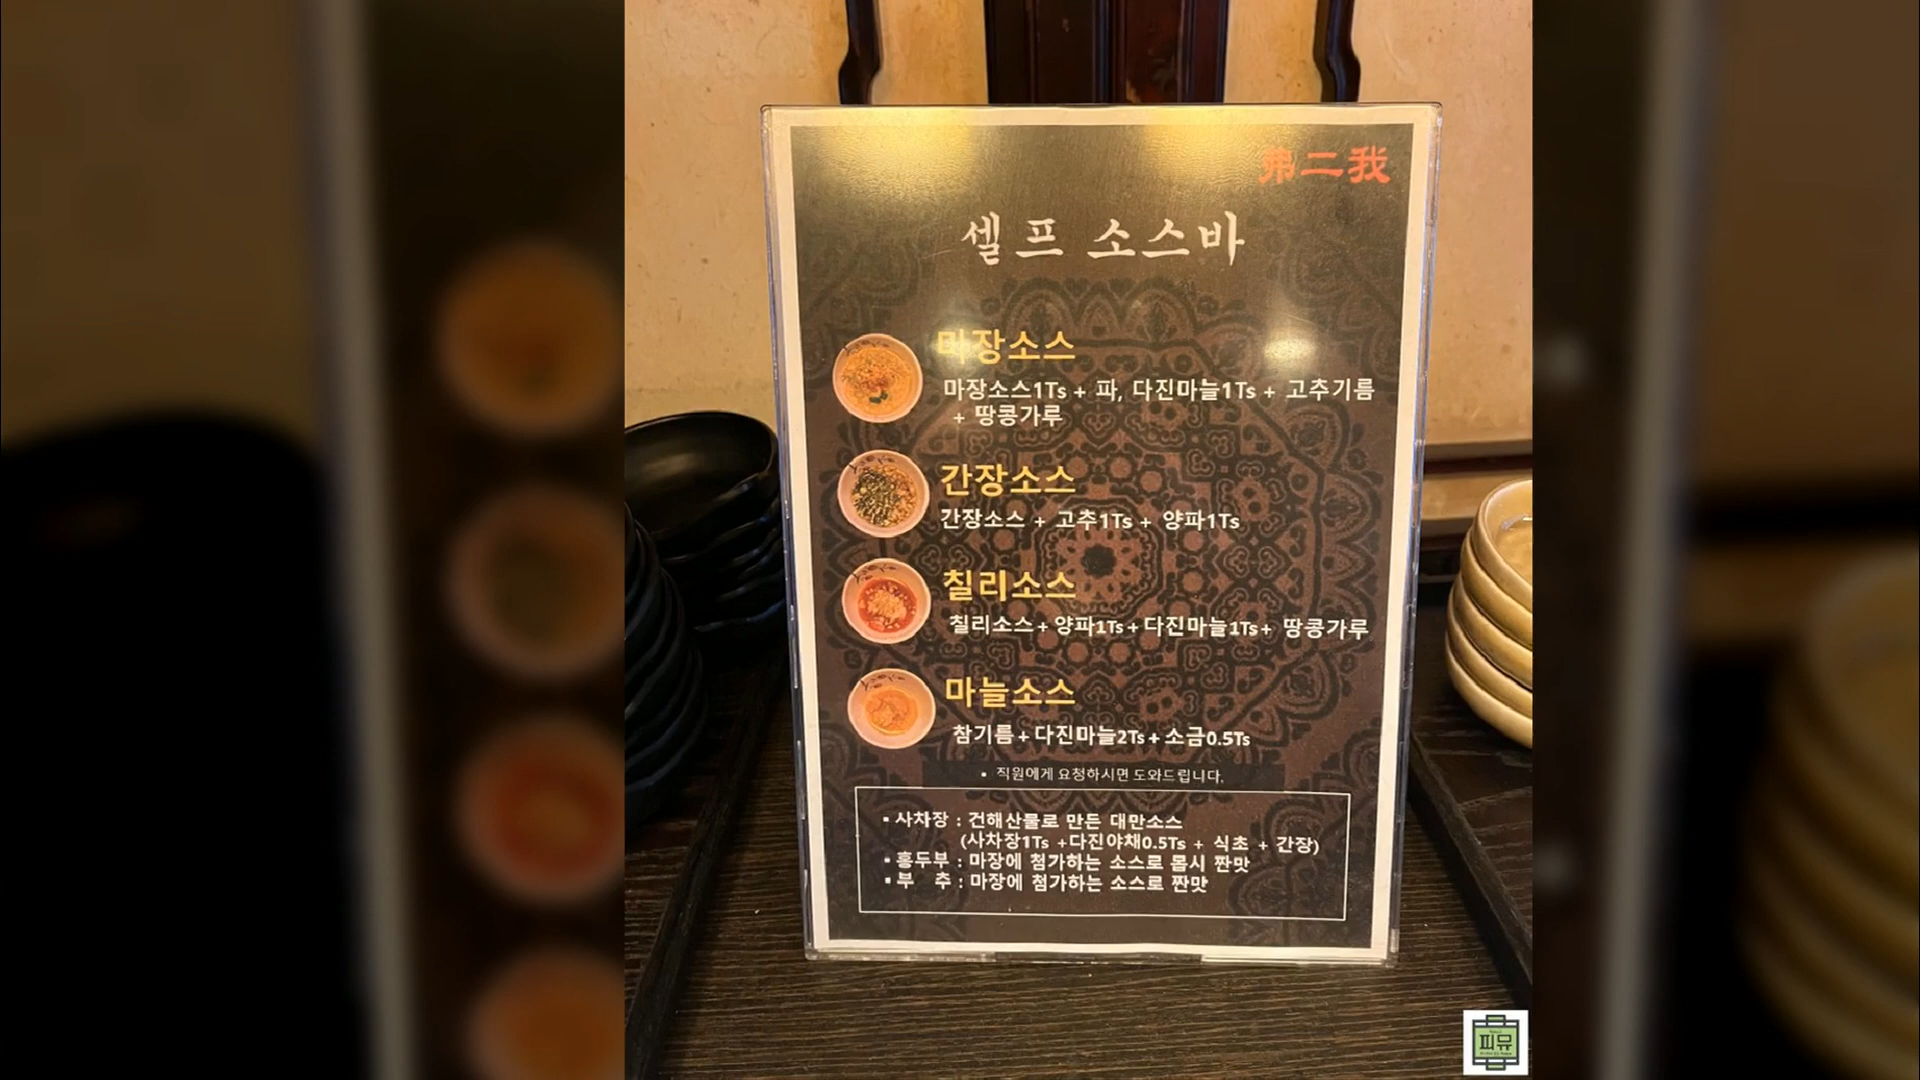 弗二我
셀프 소스바
마장소스
마장소스1Ts + 파, 다진마늘1Ts + 고추기름
+ 땅콩가루
간장소스
간장소스 + 고추1Ts + 양파1Ts
칠리소스
칠리소스 + 양파1Ts + 다진마늘1Ts + 땅콩가루
마늘소스
참기름 + 다진마늘2Ts + 소금0.5Ts
▪ 직원에게 요청하시면 도와드립니다.
▪ 사차장 : 건해산물로 만든 대만소스
(사차장1Ts +다진야채0.5Ts + 식초 + 간장)
▪ 홍두부 : 마장에 첨가하는 소스로 몹시 짠맛
▪ 부 추 : 마장에 첨가하는 소스로 짠맛
피뮤